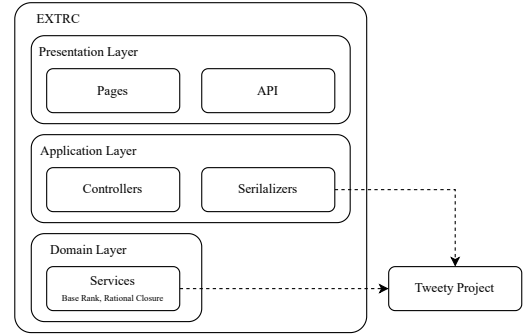 EXTRC
Presentation Layer
Pages
API
Application Layer
Controllers
Serilalizers
Domain Layer
Services
Base Rank, Rational Closure
Tweety Project